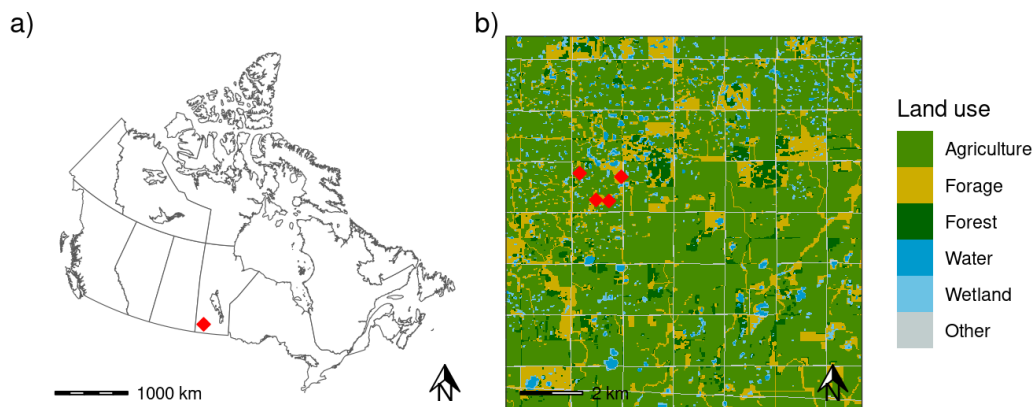 a)
1000 km
N
b)
2 km
N
Land use
Agriculture
Forage
Forest
Water
Wetland
Other